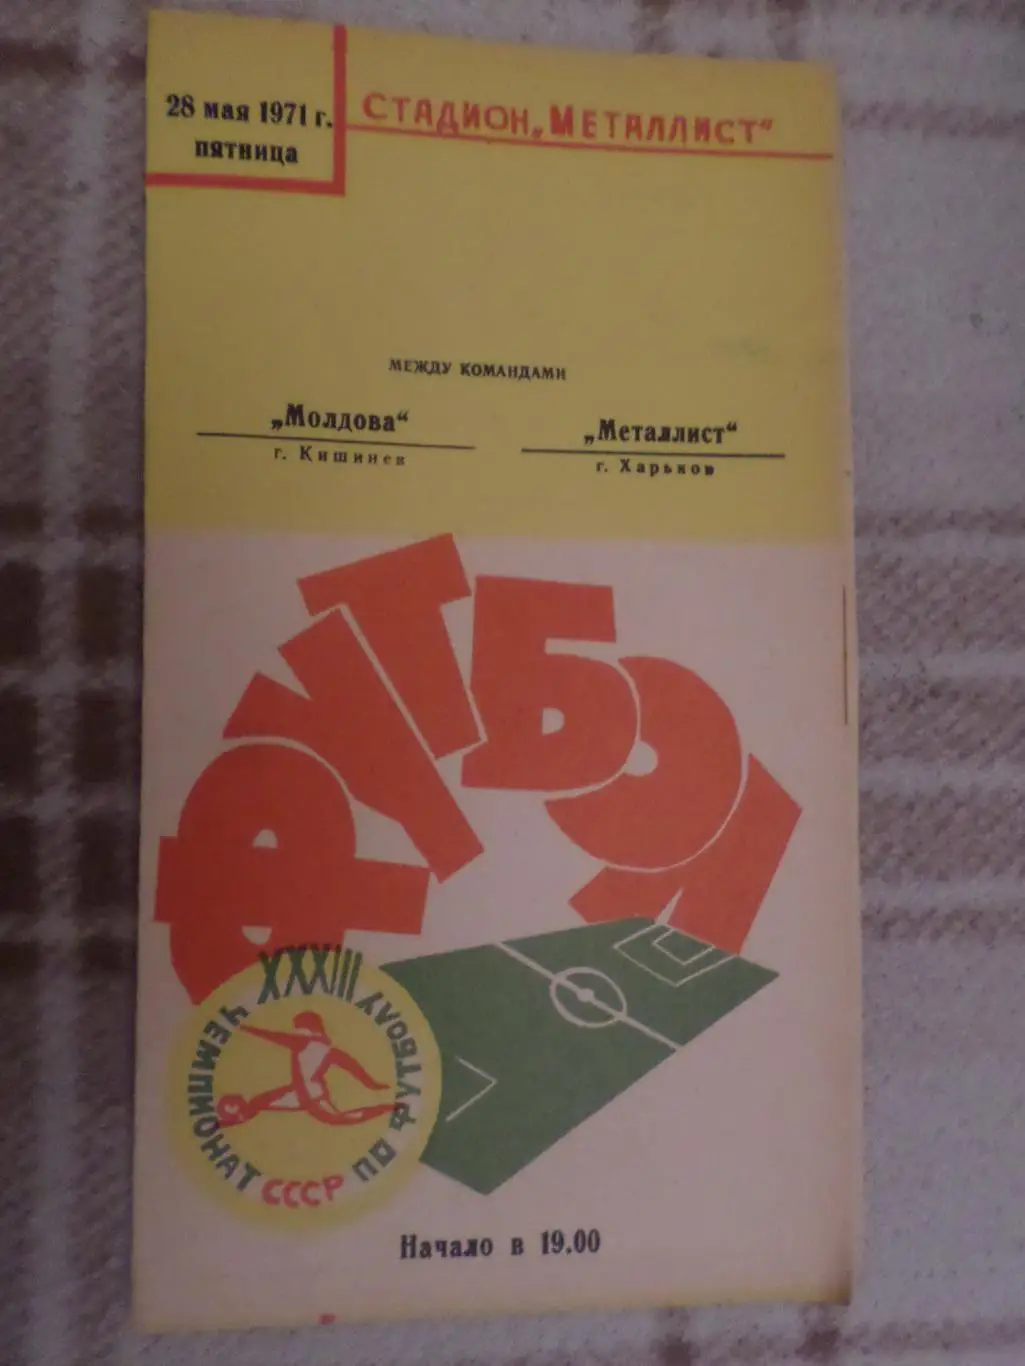 28 мая 1971 г.
пятница
СТАДИОН „МЕТАЛЛИСТ“
МЕЖДУ КОМАНДАМИ
„Молдова“
г. Кишинев
„Металлист“
г. Харьков
ФУТБОЛ
XXXIII
ЧЕМПИОНАТ СССР ПО ФУТБОЛУ
Начало в 19.00